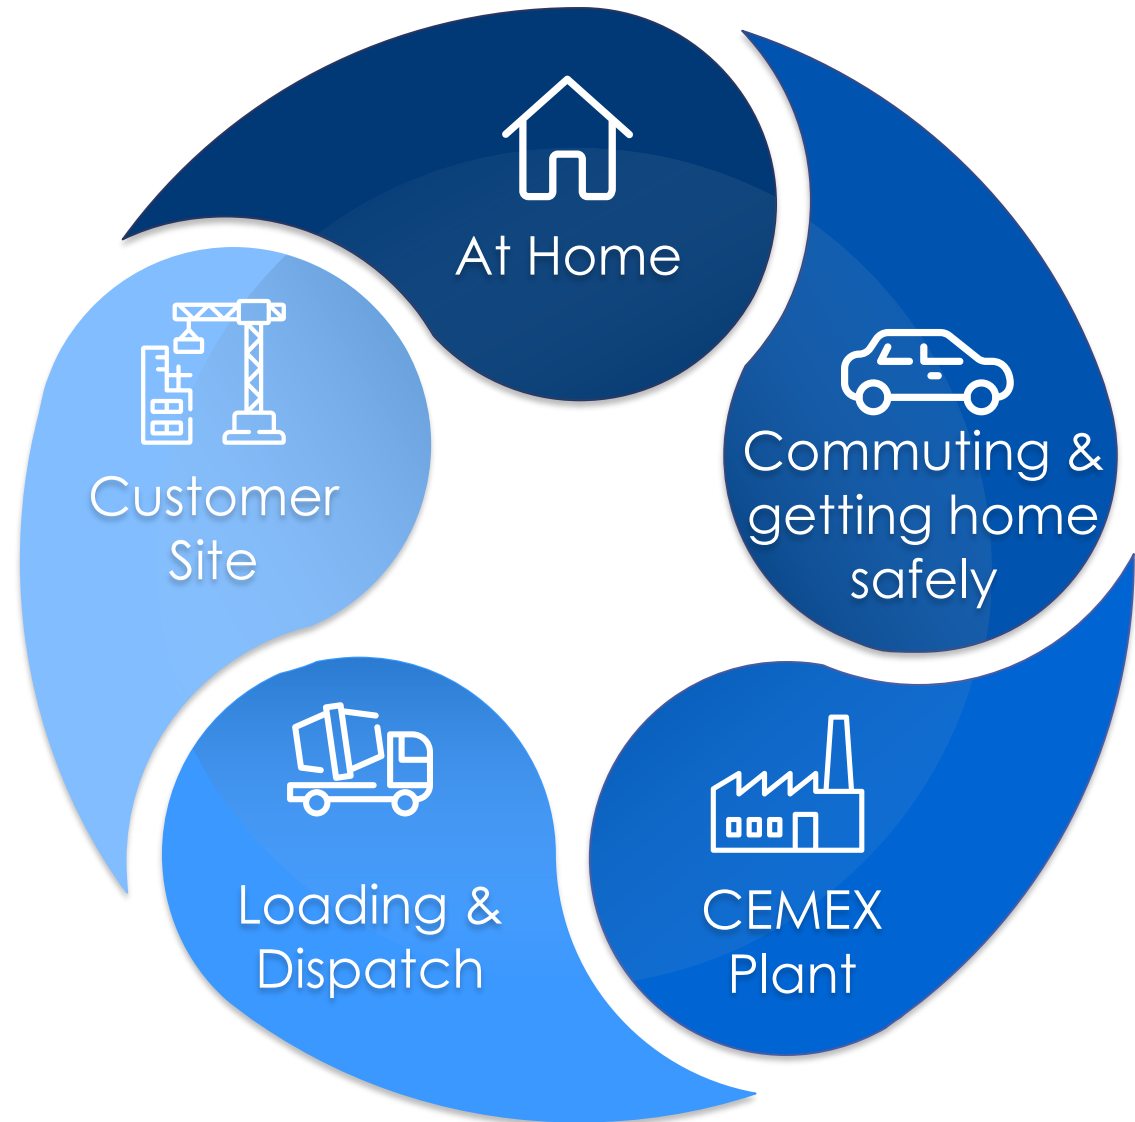 At Home
Commuting &
getting home
safely
CEMEX
Plant
Loading &
Dispatch
Customer
Site